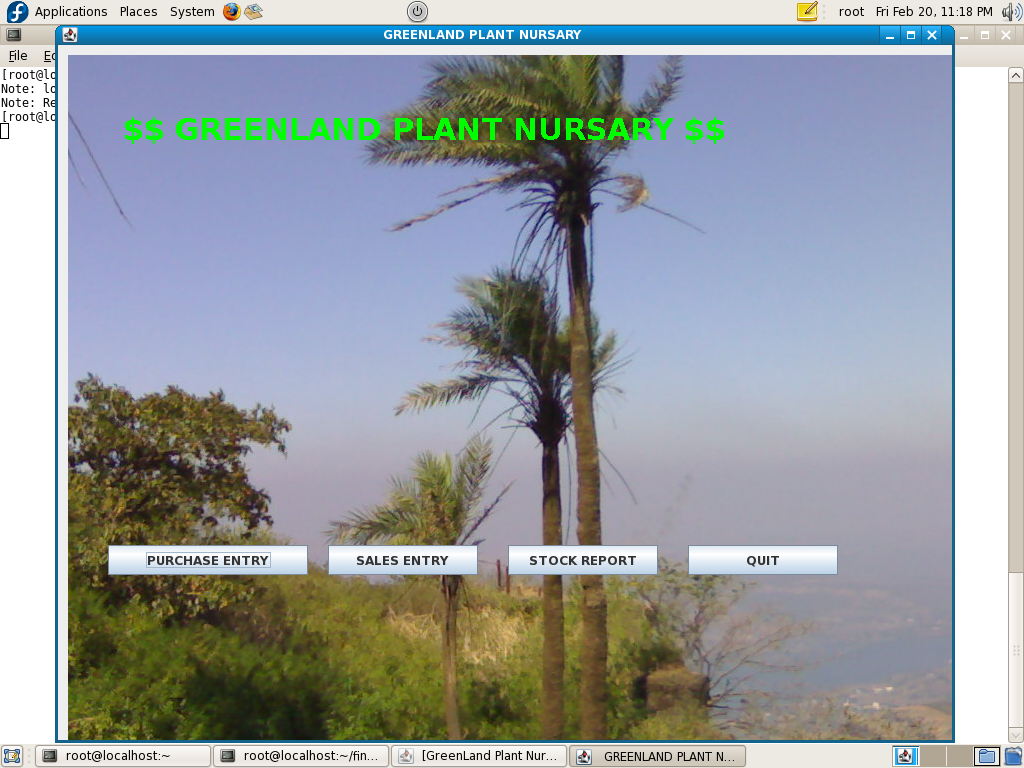 Applications Places System
root Fri Feb 20, 11:18 PM
GREENLAND PLANT NURSARY
File
[root@lo
Note: lo
Note: Re
[root@lo
$$ GREENLAND PLANT NURSARY $$
PURCHASE ENTRY SALES ENTRY STOCK REPORT QUIT
root@localhost:~ root@localhost:~/fin... [GreenLand Plant Nur... GREENLAND PLANT N...